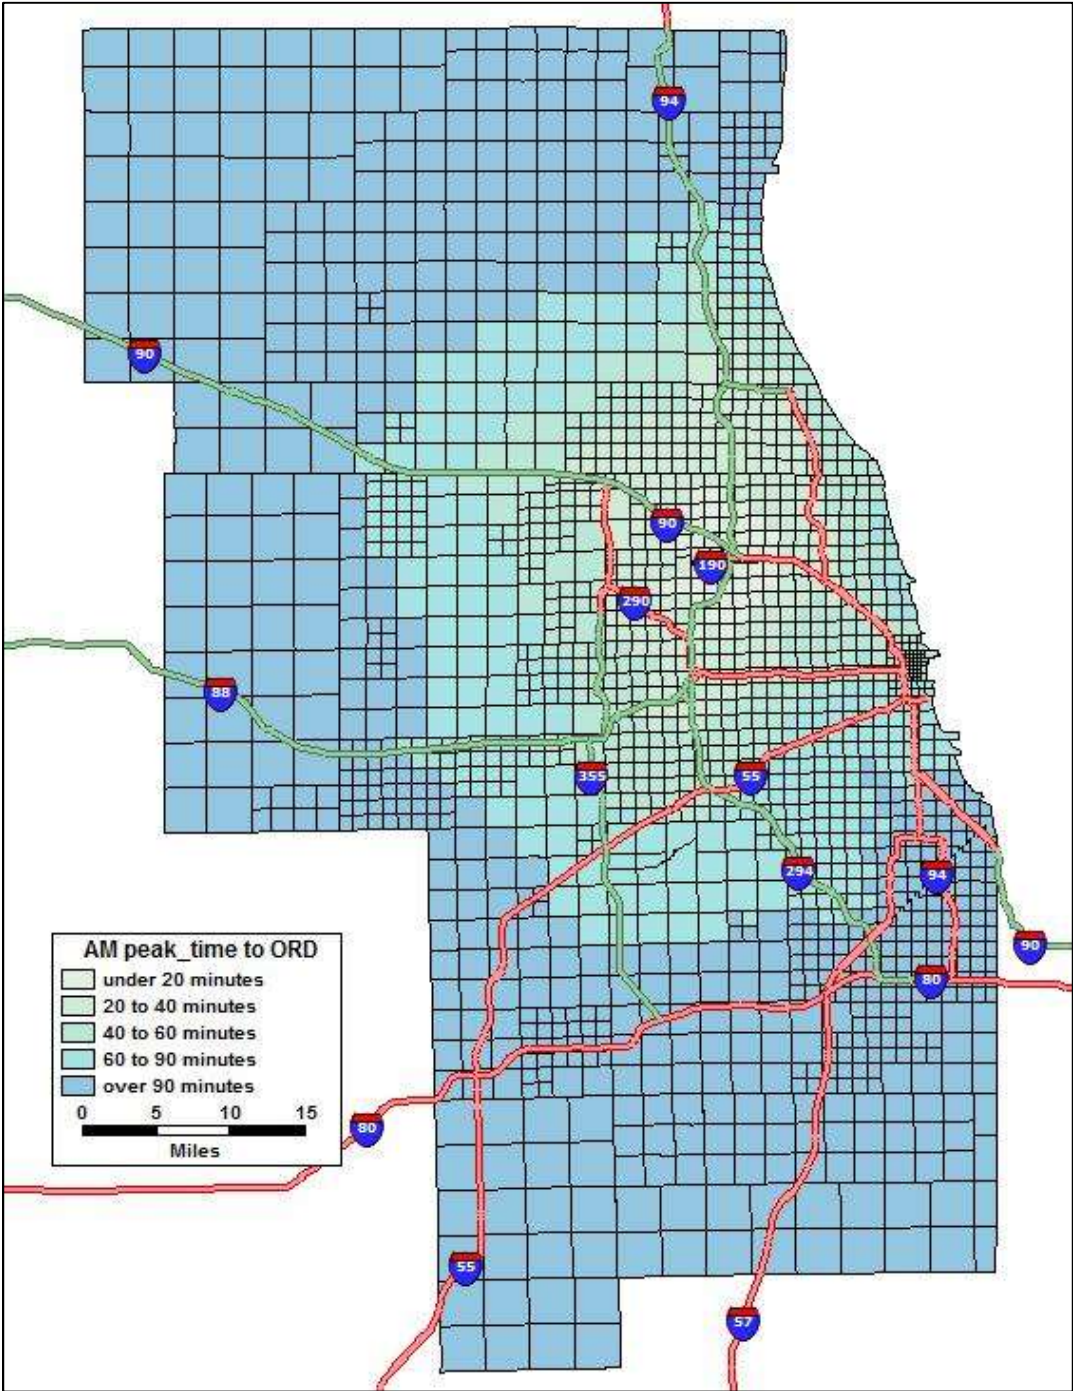 94
90
90
190
290
88
355
55
294
94
90
80
AM peak_time to ORD
under 20 minutes
20 to 40 minutes
40 to 60 minutes
60 to 90 minutes
over 90 minutes
0 5 10 15
Miles
80
55
57